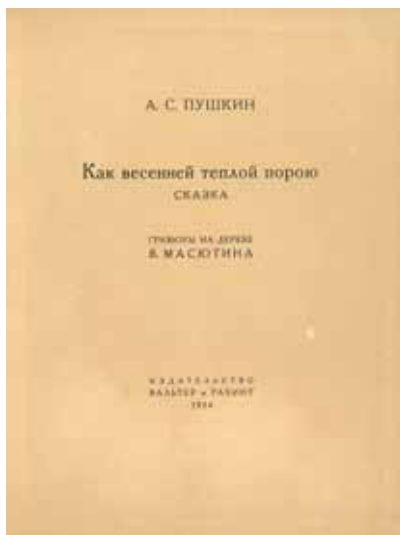 А. С. ПУШКИН
Как весенней теплой порою
СКАЗКА
ГРАВЮРЫ НА ДЕРЕВЕ
В. МАСЮТИНА
ИЗДАТЕЛЬСТВО
ВАЛЬТЕР и РАКИНТ
1924